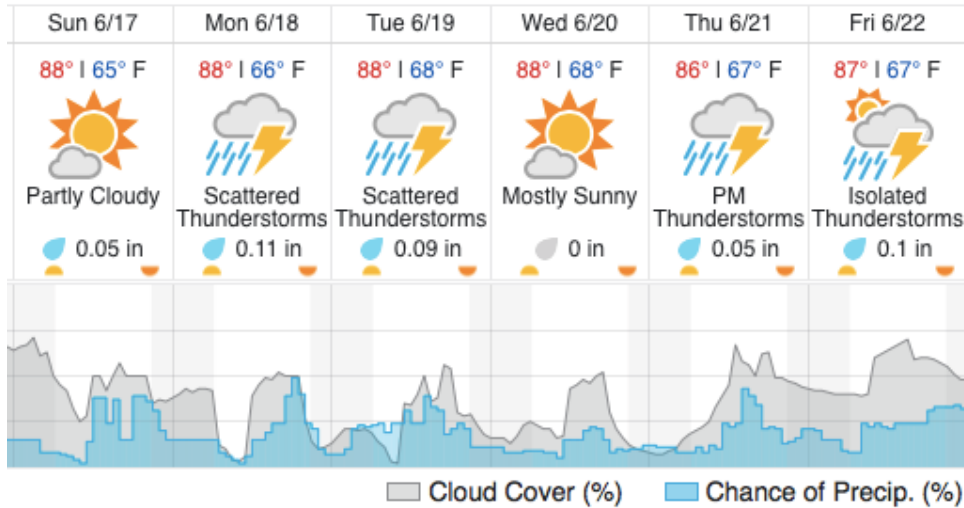 Sun 6/17 Mon 6/18 Tue 6/19 Wed 6/20 Thu 6/21 Fri 6/22
88° | 65° F 88° | 66° F 88° | 68° F 88° | 68° F 86° | 67° F 87° | 67° F
Partly Cloudy Scattered Scattered Mostly Sunny PM Isolated
Thunderstorms Thunderstorms Thunderstorms Thunderstorms
0.05 in 0.11 in 0.09 in 0 in 0.05 in 0.1 in
Cloud Cover (%) Chance of Precip. (%)